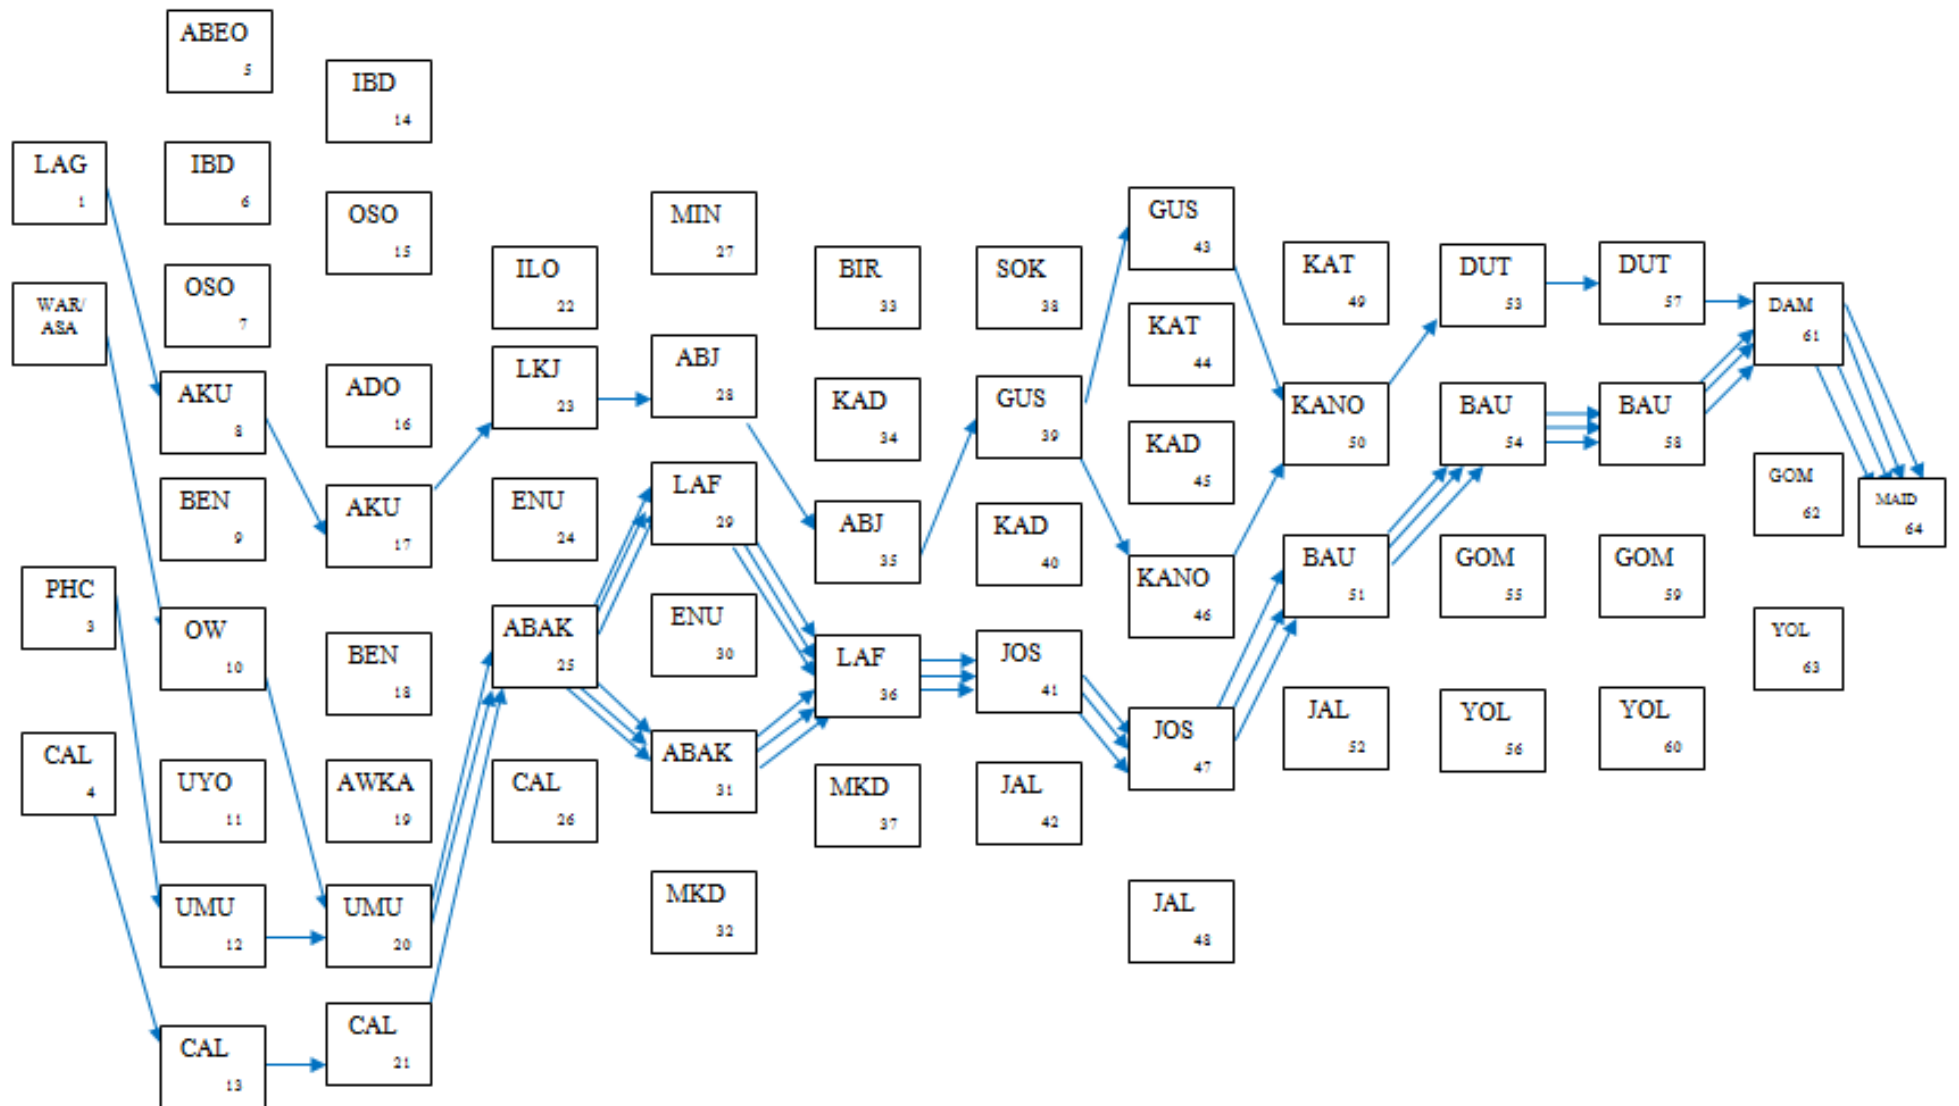 ABEO
5
IBD
14
LAG
1
IBD
6
OSO
15
WAR/
ASA
OSO
7
AKU
8
ADO
16
BEN
9
AKU
17
PHC
3
OW
10
BEN
18
CAL
4
UYO
11
AWKA
19
UMU
12
UMU
20
CAL
13
CAL
21
ILO
22
LKJ
23
ENU
24
ABAK
25
CAL
26
MIN
27
ABJ
28
LAF
29
ENU
30
ABAK
31
MKD
32
BIR
33
KAD
34
ABJ
35
LAF
36
MKD
37
SOK
38
GUS
39
KAD
40
JOS
41
JAL
42
GUS
43
KAT
44
KAD
45
KANO
46
JOS
47
JAL
48
KAT
49
KANO
50
BAU
51
JAL
52
DUT
53
BAU
54
GOM
55
YOL
56
DUT
57
BAU
58
GOM
59
YOL
60
DAM
61
GOM
62
YOL
63
MAID
64